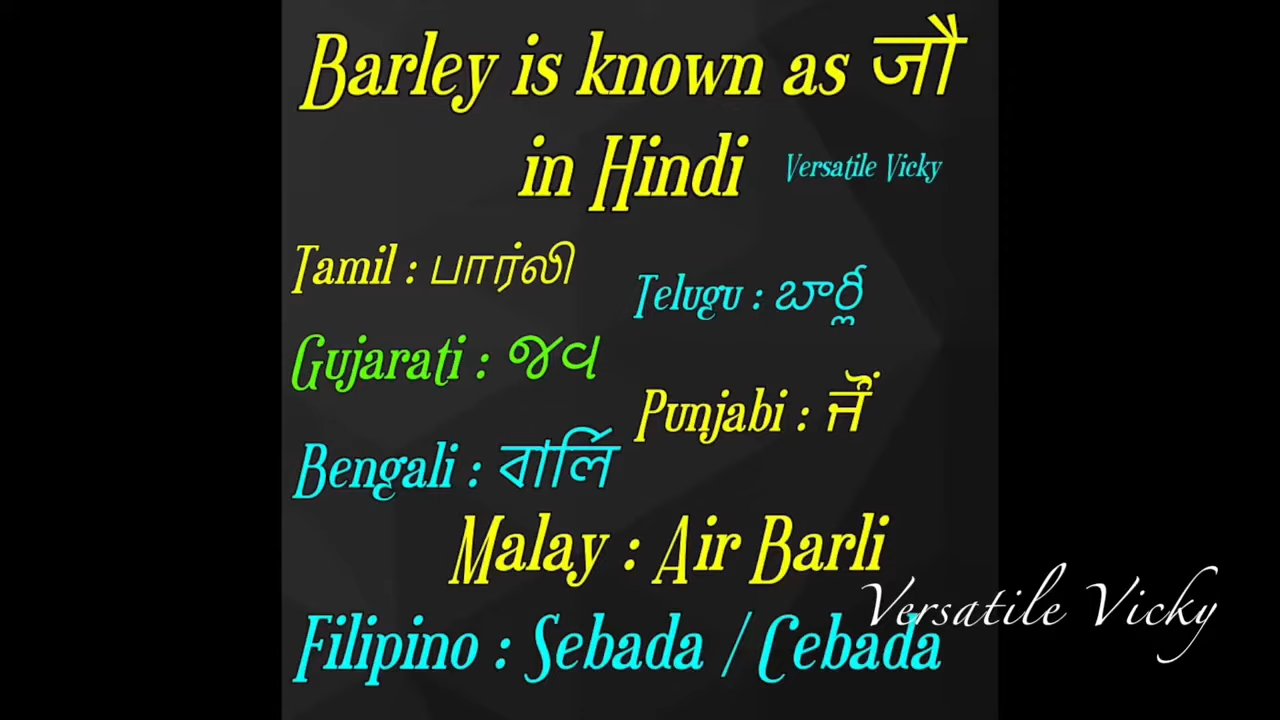 Barley is known as जौ
in Hindi
Versatile Vicky
Tamil : பார்லி
Telugu : బార్లీ
Gujarati : જવ
Punjabi : ਜੌਂ
Bengali : বার্লি
Malay : Air Barli
Versatile Vicky
Filipino : Sebada / Cebada